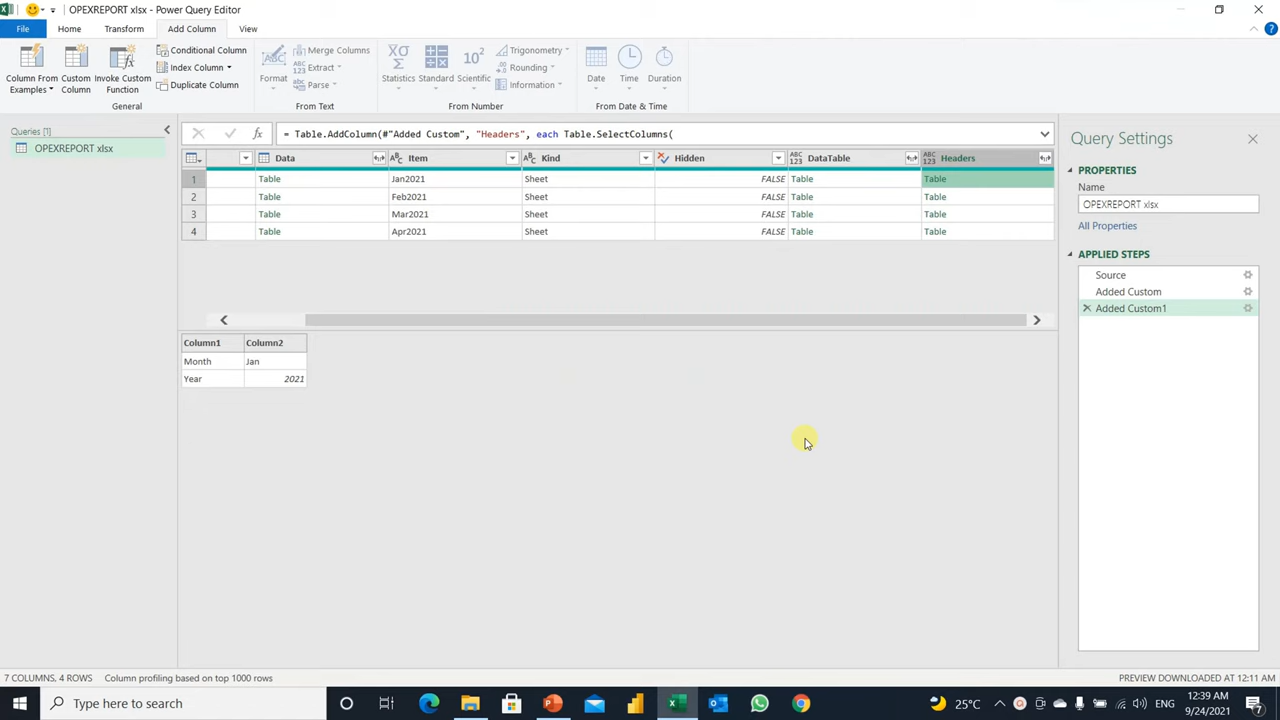 OPEXREPORT xlsx - Power Query Editor
File
Home
Transform
Add Column
View
Column From Examples
Custom Column
Invoke Custom Function
Conditional Column
Index Column
Duplicate Column
General
Format
Merge Columns
Extract
Parse
From Text
Statistics
Standard
Scientific
Trigonometry
Rounding
Information
From Number
Date
Time
Duration
From Date & Time
Queries [1]
OPEXREPORT xlsx
= Table.AddColumn(#"Added Custom", "Headers", each Table.SelectColumns(
Data Item Kind Hidden DataTable Headers
1 Table Jan2021 Sheet FALSE Table Table
2 Table Feb2021 Sheet FALSE Table Table
3 Table Mar2021 Sheet FALSE Table Table
4 Table Apr2021 Sheet FALSE Table Table
Column1 Column2
Month Jan
Year 2021
Query Settings
PROPERTIES
Name
OPEXREPORT xlsx
All Properties
APPLIED STEPS
Source
Added Custom
Added Custom1
7 COLUMNS, 4 ROWS
Column profiling based on top 1000 rows
PREVIEW DOWNLOADED AT 12:11 AM
Type here to search
25°C
ENG
12:39 AM
9/24/2021